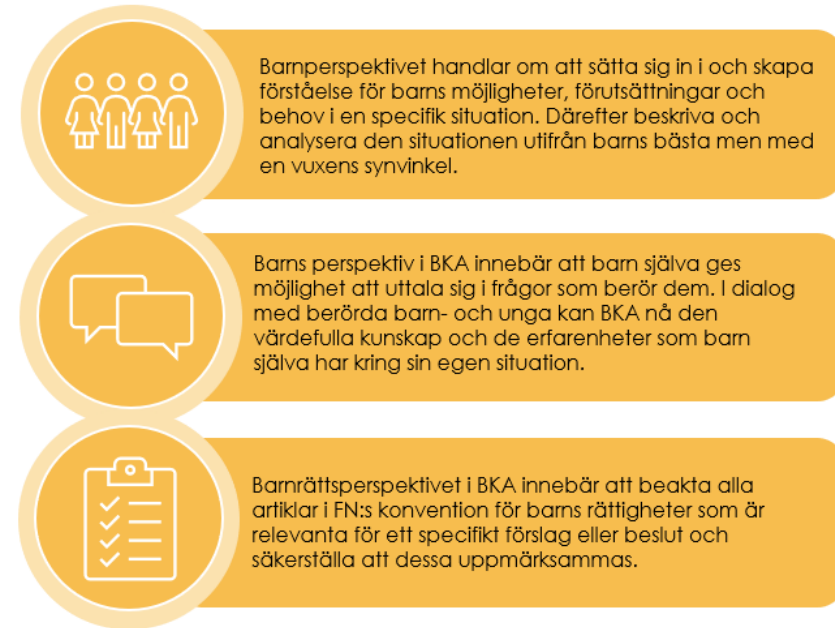 Barnperspektivet handlar om att sätta sig in i och skapa
förståelse för barns möjligheter, förutsättningar och
behov i en specifik situation. Därefter beskriva och
analysera den situationen utifrån barns bästa men med
en vuxens synvinkel.
Barns perspektiv i BKA innebär att barn själva ges
möjlighet att uttala sig i frågor som berör dem. I dialog
med berörda barn- och unga kan BKA nå den
värdefulla kunskap och de erfarenheter som barn
själva har kring sin egen situation.
Barnrättsperspektivet i BKA innebär att beakta alla
artiklar i FN:s konvention för barns rättigheter som är
relevanta för ett specifikt förslag eller beslut och
säkerställa att dessa uppmärksammas.